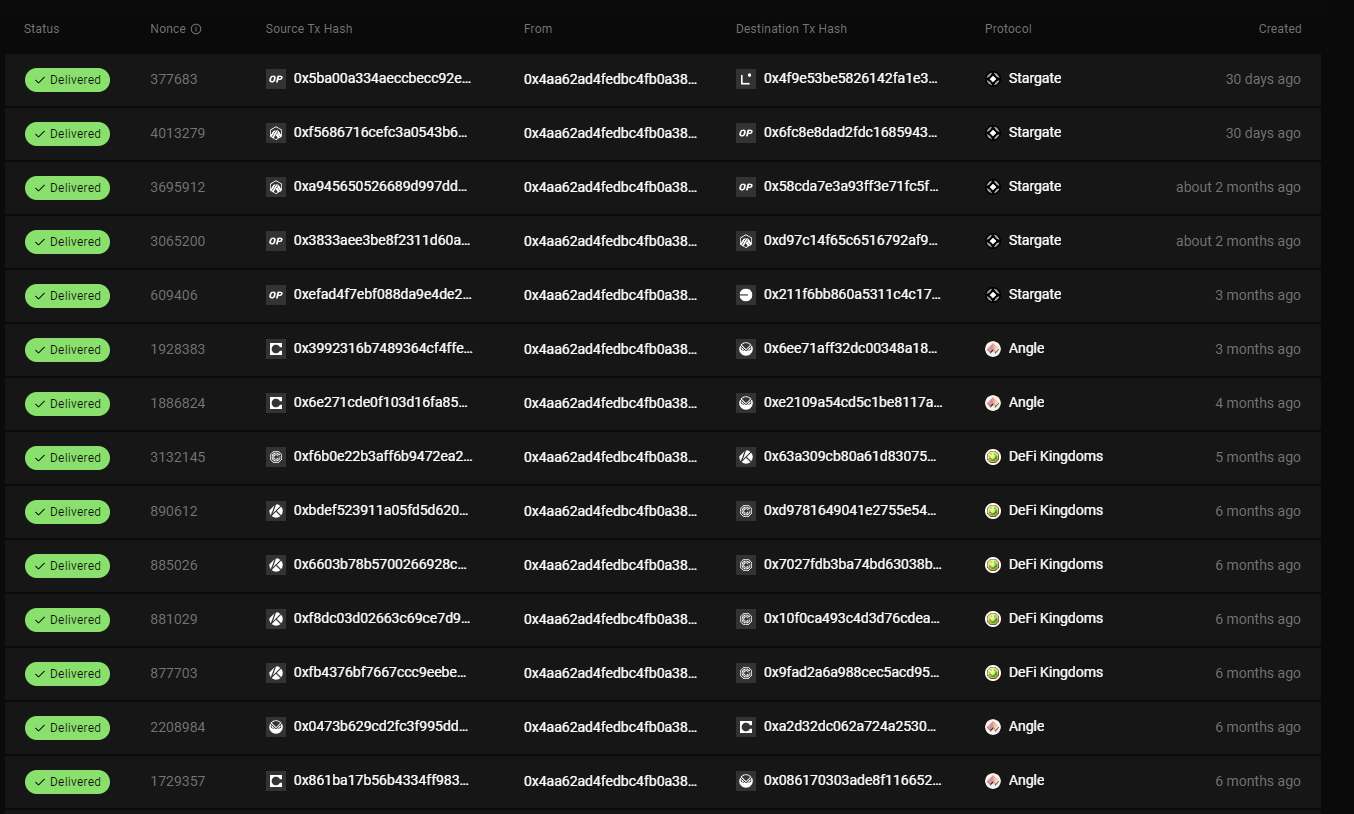 Status Nonce Source Tx Hash From Destination Tx Hash Protocol Created
Delivered 377683 OP 0x5ba00a334aeccbecc92e... 0x4aa62ad4fedbc4fb0a38... L 0x4f9e53be5826142fa1e3... Stargate 30 days ago
Delivered 4013279 0xf5686716cefc3a0543b6... 0x4aa62ad4fedbc4fb0a38... OP 0x6fc8e8dad2fdc1685943... Stargate 30 days ago
Delivered 3695912 0xa945650526689d997dd... 0x4aa62ad4fedbc4fb0a38... OP 0x58cda7e3a93ff3e71fc5f... Stargate about 2 months ago
Delivered 3065200 OP 0x3833aee3be8f2311d60a... 0x4aa62ad4fedbc4fb0a38... 0xd97c14f65c6516792af9... Stargate about 2 months ago
Delivered 609406 OP 0xefad4f7ebf088da9e4de2... 0x4aa62ad4fedbc4fb0a38... 0x211f6bb860a5311c4c17... Stargate 3 months ago
Delivered 1928383 0x3992316b7489364cf4ffe... 0x4aa62ad4fedbc4fb0a38... 0x6ee71aff32dc00348a18... Angle 3 months ago
Delivered 1886824 0x6e271cde0f103d16fa85... 0x4aa62ad4fedbc4fb0a38... 0xe2109a54cd5c1be8117a... Angle 4 months ago
Delivered 3132145 0xf6b0e22b3aff6b9472ea2... 0x4aa62ad4fedbc4fb0a38... 0x63a309cb80a61d83075... DeFi Kingdoms 5 months ago
Delivered 890612 0xbdef523911a05fd5d620... 0x4aa62ad4fedbc4fb0a38... 0xd9781649041e2755e54... DeFi Kingdoms 6 months ago
Delivered 885026 0x6603b78b5700266928c... 0x4aa62ad4fedbc4fb0a38... 0x7027fdb3ba74bd63038b... DeFi Kingdoms 6 months ago
Delivered 881029 0xf8dc03d02663c69ce7d9... 0x4aa62ad4fedbc4fb0a38... 0x10f0ca493c4d3d76cdea... DeFi Kingdoms 6 months ago
Delivered 877703 0xfb4376bf7667ccc9eebe... 0x4aa62ad4fedbc4fb0a38... 0x9fad2a6a988cec5acd95... DeFi Kingdoms 6 months ago
Delivered 2208984 0x0473b629cd2fc3f995dd... 0x4aa62ad4fedbc4fb0a38... 0xa2d32dc062a724a2530... Angle 6 months ago
Delivered 1729357 0x861ba17b56b4334ff983... 0x4aa62ad4fedbc4fb0a38... 0x086170303ade8f116652... Angle 6 months ago